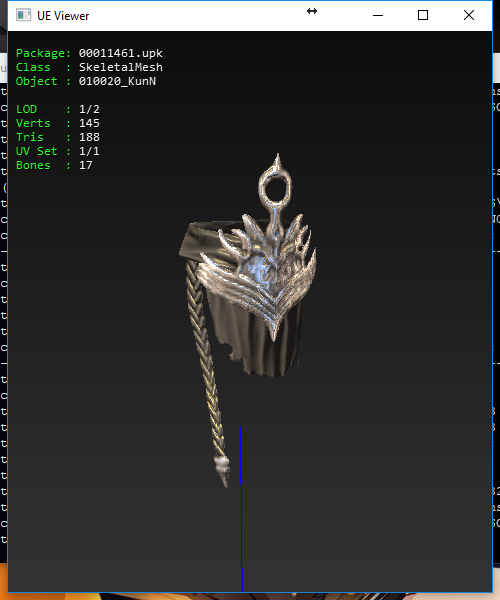 UE Viewer
Package: 00011461.upk
Class  : SkeletalMesh
Object : 010020_KunN
LOD    : 1/2
Verts  : 145
Tris   : 188
UV Set : 1/1
Bones  : 17